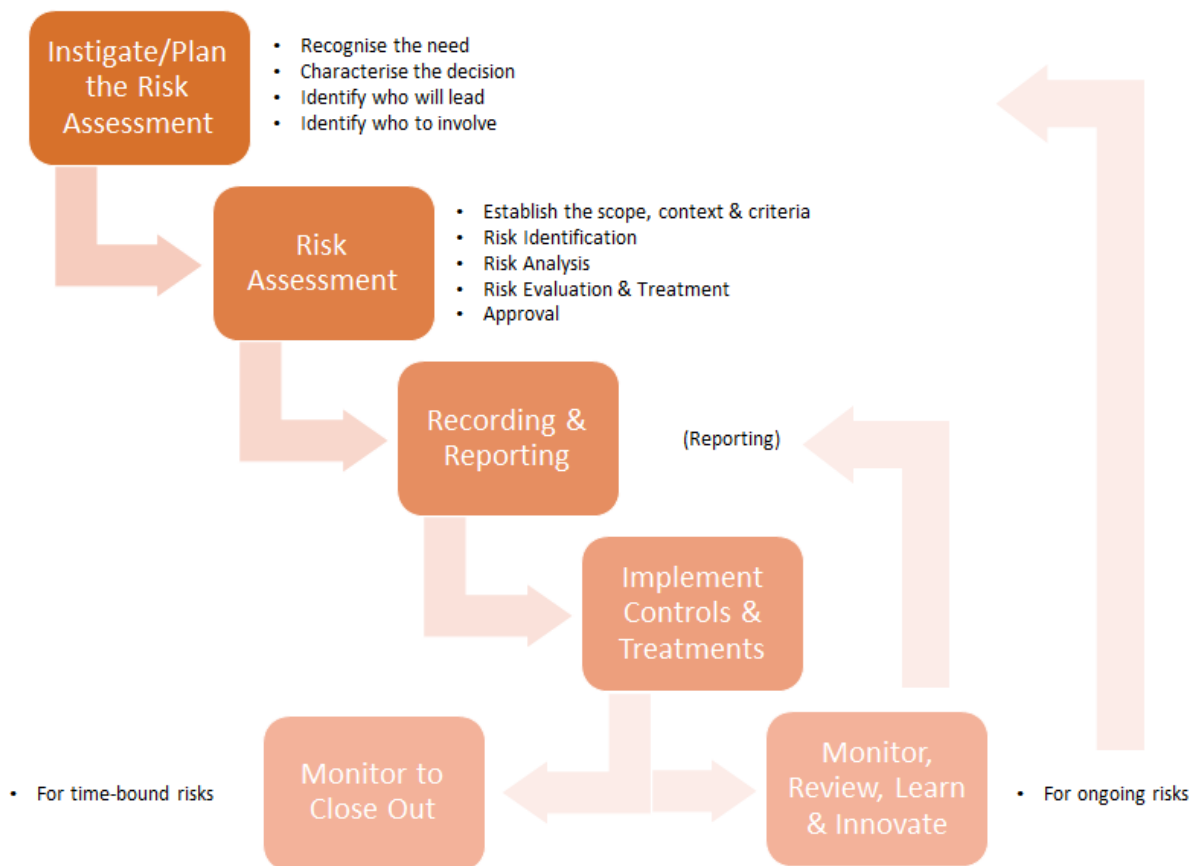 Instigate/Plan
the Risk
Assessment
• Recognise the need
• Characterise the decision
• Identify who will lead
• Identify who to involve
Risk
Assessment
• Establish the scope, context & criteria
• Risk Identification
• Risk Analysis
• Risk Evaluation & Treatment
• Approval
Recording &
Reporting
(Reporting)
Implement
Controls &
Treatments
• For time-bound risks
Monitor to
Close Out
Monitor,
Review, Learn
& Innovate
• For ongoing risks